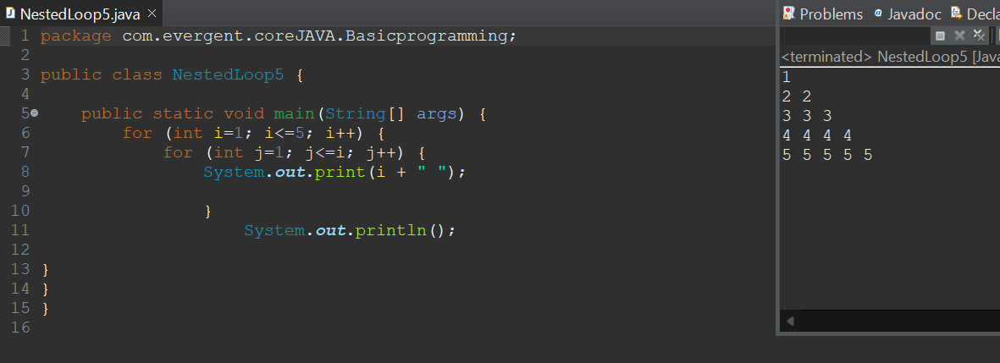 NestedLoop5.java ×
1 package com.evergent.coreJAVA.Basicprogramming;
2
3 public class NestedLoop5 {
4
5     public static void main(String[] args) {
6         for (int i=1; i<=5; i++) {
7             for (int j=1; j<=i; j++) {
8                 System.out.print(i + " ");
9
10                 }
11                     System.out.println();
12
13 }
14 }
15 }
16
Problems @ Javadoc Decla
<terminated> NestedLoop5 [Java
1
2 2
3 3 3
4 4 4 4
5 5 5 5 5